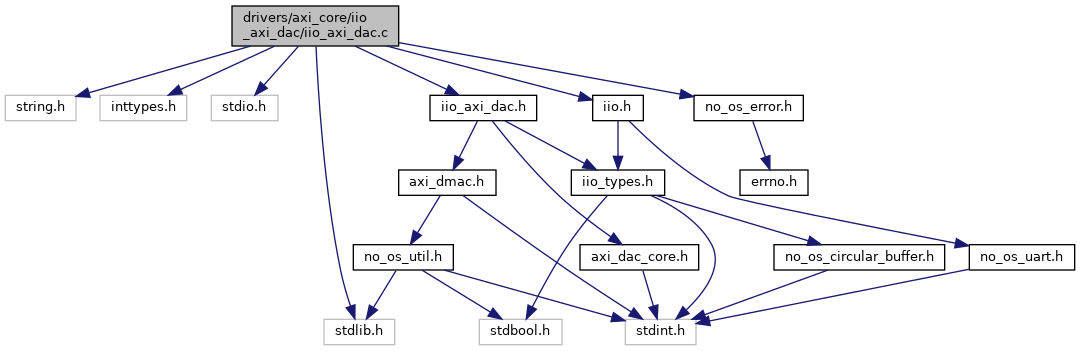 drivers/axi_core/iio
_axi_dac/iio_axi_dac.c
string.h
inttypes.h
stdio.h
iio_axi_dac.h
iio.h
no_os_error.h
axi_dmac.h
iio_types.h
errno.h
no_os_util.h
axi_dac_core.h
no_os_circular_buffer.h
no_os_uart.h
stdlib.h
stdbool.h
stdint.h